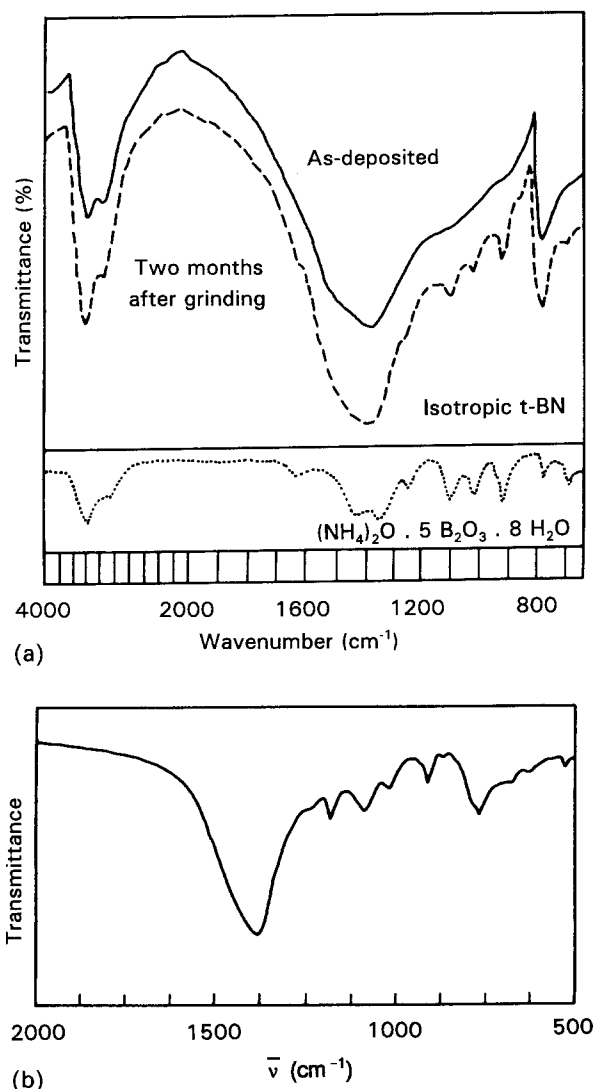 Transmittance (%)
As-deposited
Two months
after grinding
Isotropic t-BN
(NH₄)₂O . 5 B₂O₃ . 8 H₂O
4000 2000 1600 1200 800
Wavenumber (cm⁻¹)
(a)
Transmittance
2000 1500 1000 500
ν̅ (cm⁻¹)
(b)